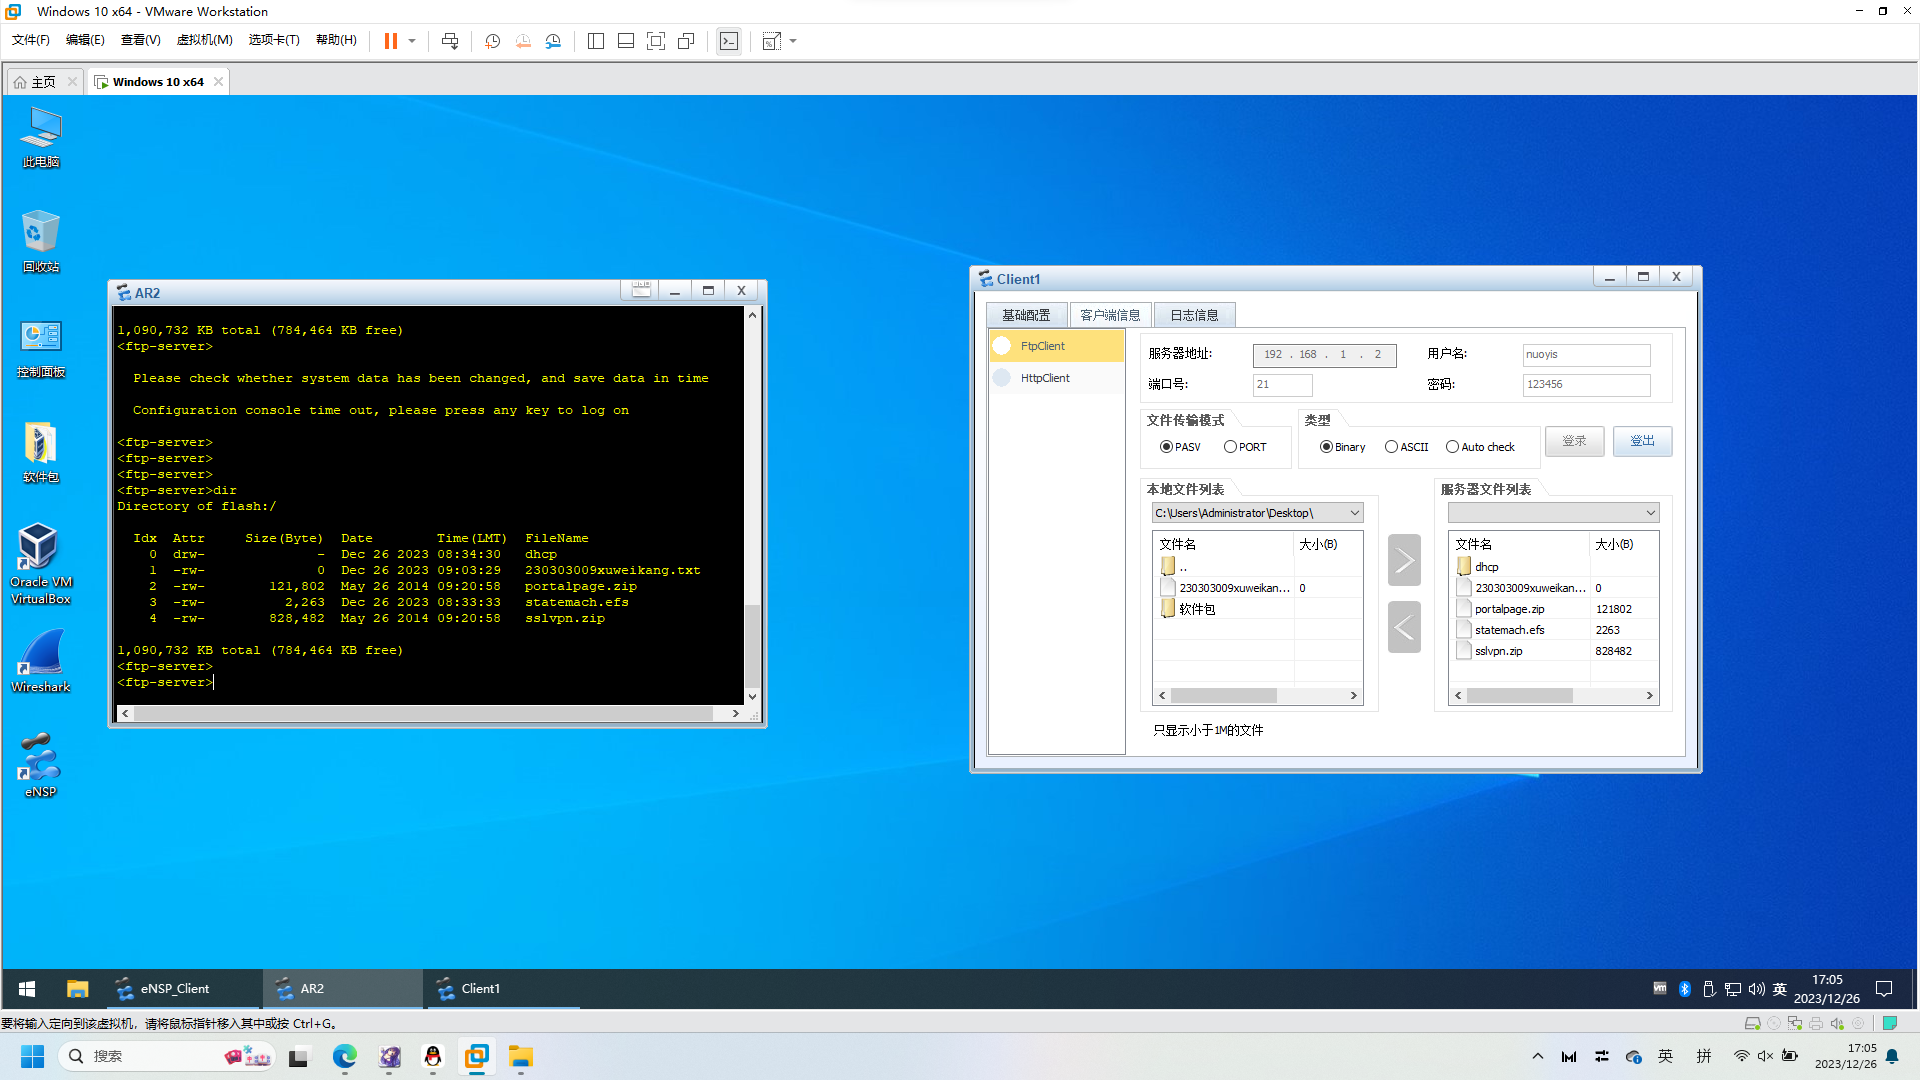 Windows 10 x64 - VMware Workstation
文件(F) 编辑(E) 查看(V) 虚拟机(M) 选项卡(T) 帮助(H)
主页 Windows 10 x64
此电脑
回收站
控制面板
软件包
Oracle VM
VirtualBox
Wireshark
eNSP
AR2
1,090,732 KB total (784,464 KB free)
<ftp-server>
Please check whether system data has been changed, and save data in time
Configuration console time out, please press any key to log on
<ftp-server>
<ftp-server>
<ftp-server>
<ftp-server>dir
Directory of flash:/
Idx Attr Size(Byte) Date Time(LMT) FileName
0 drw- - Dec 26 2023 08:34:30 dhcp
1 -rw- 0 Dec 26 2023 09:03:29 230303009xuweikang.txt
2 -rw- 121,802 May 26 2014 09:20:58 portalpage.zip
3 -rw- 2,263 Dec 26 2023 08:33:33 statemach.efs
4 -rw- 828,482 May 26 2014 09:20:58 sslvpn.zip
1,090,732 KB total (784,464 KB free)
<ftp-server>
<ftp-server>
Client1
基础配置 客户端信息 日志信息
FtpClient
HttpClient
服务器地址: 192 . 168 . 1 . 2 用户名: nuoyis
端口号: 21 密码: 123456
文件传输模式 类型
PASV PORT Binary ASCII Auto check 登录 登出
本地文件列表 服务器文件列表
C:\Users\Administrator\Desktop\
文件名 大小(B)
..
230303009xuweikan... 0
软件包
文件名 大小(B)
dhcp
230303009xuweikan... 0
portalpage.zip 121802
statemach.efs 2263
sslvpn.zip 828482
只显示小于1M的文件
eNSP_Client AR2 Client1
vm 英 17:05
2023/12/26
要将输入定向到该虚拟机，请将鼠标指针移入其中或按 Ctrl+G。
搜索
英 拼 17:05
2023/12/26